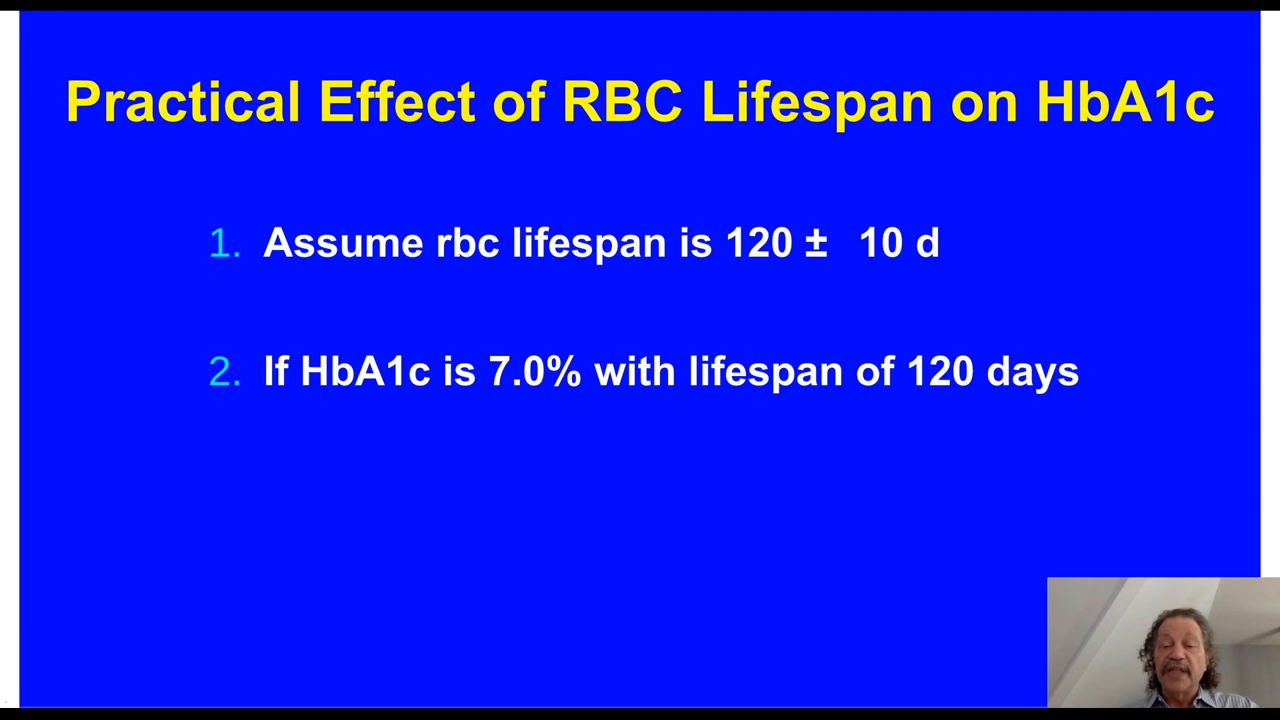 Practical Effect of RBC Lifespan on HbA1c
1. Assume rbc lifespan is 120 ± 10 d
2. If HbA1c is 7.0% with lifespan of 120 days